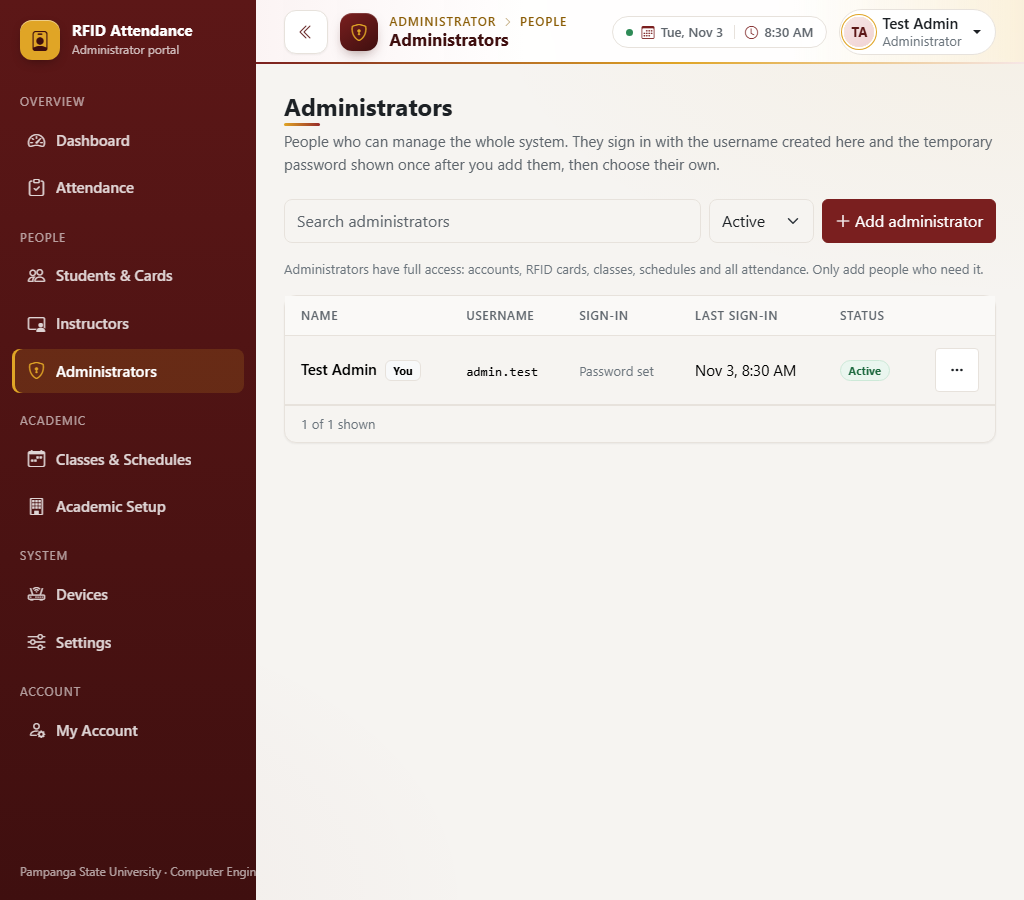 RFID Attendance
Administrator portal
OVERVIEW
Dashboard
Attendance
PEOPLE
Students & Cards
Instructors
Administrators
ACADEMIC
Classes & Schedules
Academic Setup
SYSTEM
Devices
Settings
ACCOUNT
My Account
Pampanga State University · Computer Engin
ADMINISTRATOR > PEOPLE
Administrators
Tue, Nov 3
8:30 AM
TA
Test Admin
Administrator
Administrators
People who can manage the whole system. They sign in with the username created here and the temporary
password shown once after you add them, then choose their own.
Search administrators
Active
+ Add administrator
Administrators have full access: accounts, RFID cards, classes, schedules and all attendance. Only add people who need it.
NAME USERNAME SIGN-IN LAST SIGN-IN STATUS
Test Admin You admin.test Password set Nov 3, 8:30 AM Active ...
1 of 1 shown